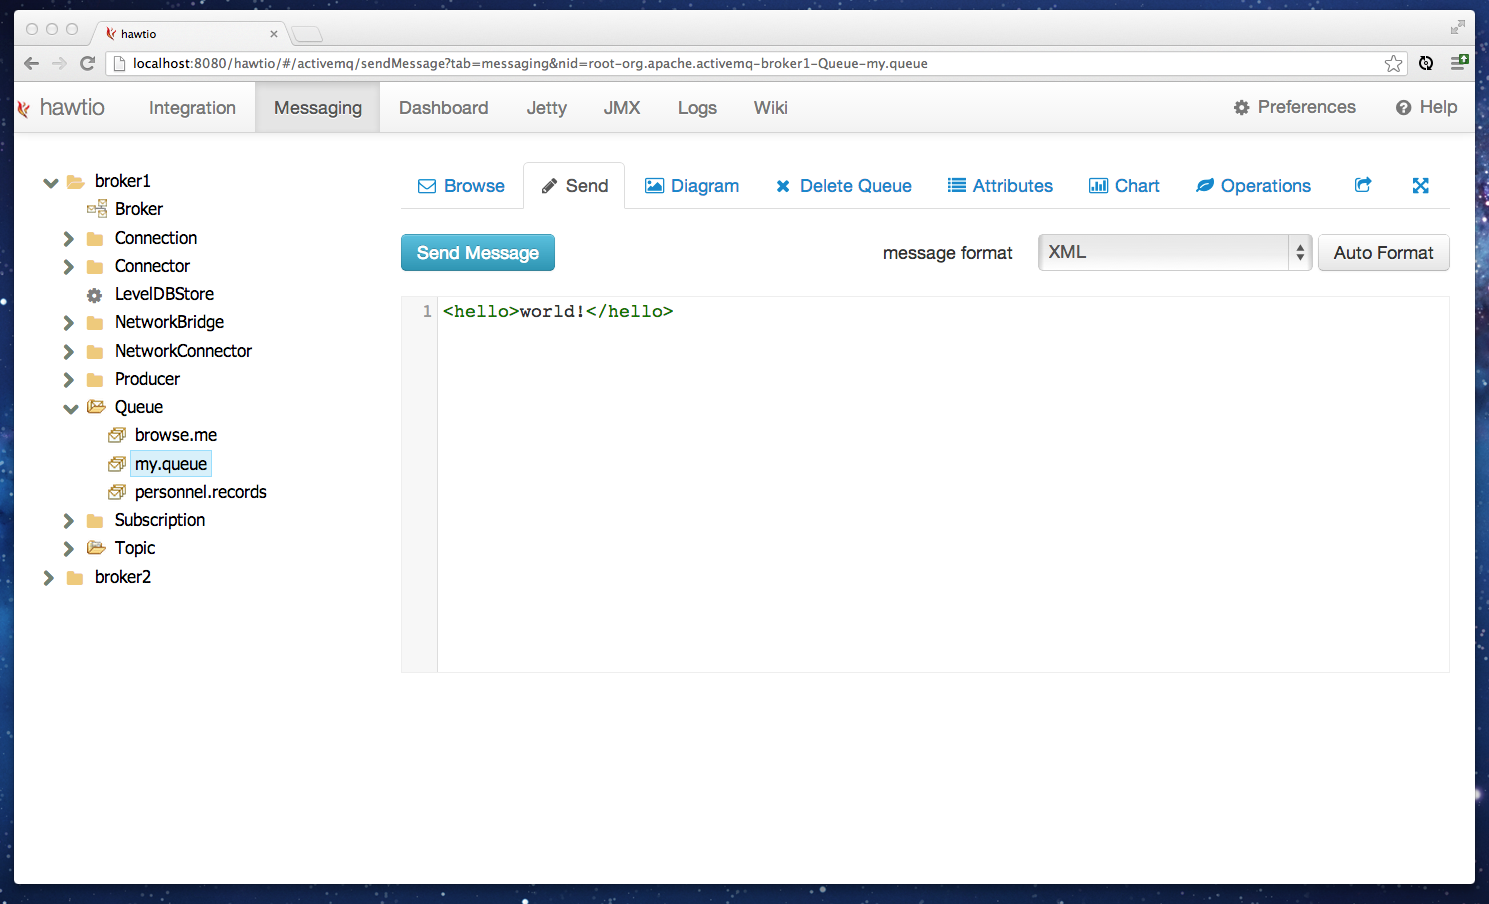 hawtio
localhost:8080/hawtio/#/activemq/sendMessage?tab=messaging&nid=root-org.apache.activemq-broker1-Queue-my.queue
hawtio Integration Messaging Dashboard Jetty JMX Logs Wiki Preferences Help
broker1
Broker
Connection
Connector
LevelDBStore
NetworkBridge
NetworkConnector
Producer
Queue
browse.me
my.queue
personnel.records
Subscription
Topic
broker2
Browse Send Diagram Delete Queue Attributes Chart Operations
Send Message message format XML Auto Format
1 <hello>world!</hello>